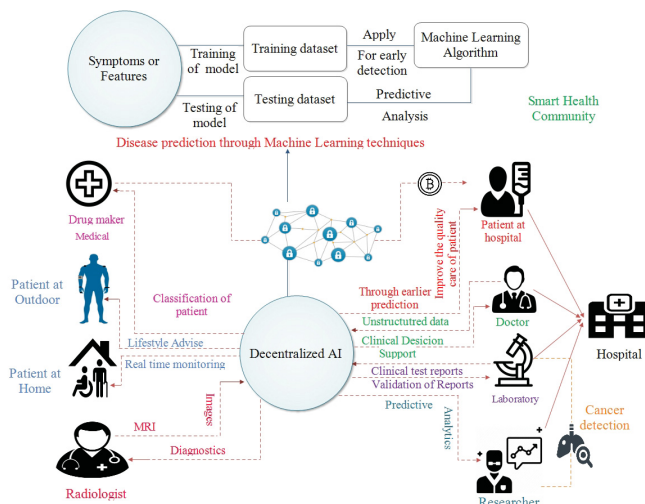 Symptoms or
Features
Training
of model
Training dataset
Apply
For early
detection
Machine Learning
Algorithm
Testing of
model
Testing dataset
Predictive
Analysis
Smart Health
Community
Disease prediction through Machine Learning techniques
Drug maker
Medical
Patient at
hospital
Improve the quality
care of patient
Patient at
Outdoor
Classification of
patient
Through earlier
prediction
Unstructutred data
Doctor
Lifestyle Advise
Decentralized AI
Clinical Desicion
Support
Hospital
Patient at
Home
Real time monitoring
Clinical test reports
Validation of Reports
Laboratory
MRI
Images
Predictive
Analytics
Cancer
detection
Diagnostics
Radiologist
Researcher